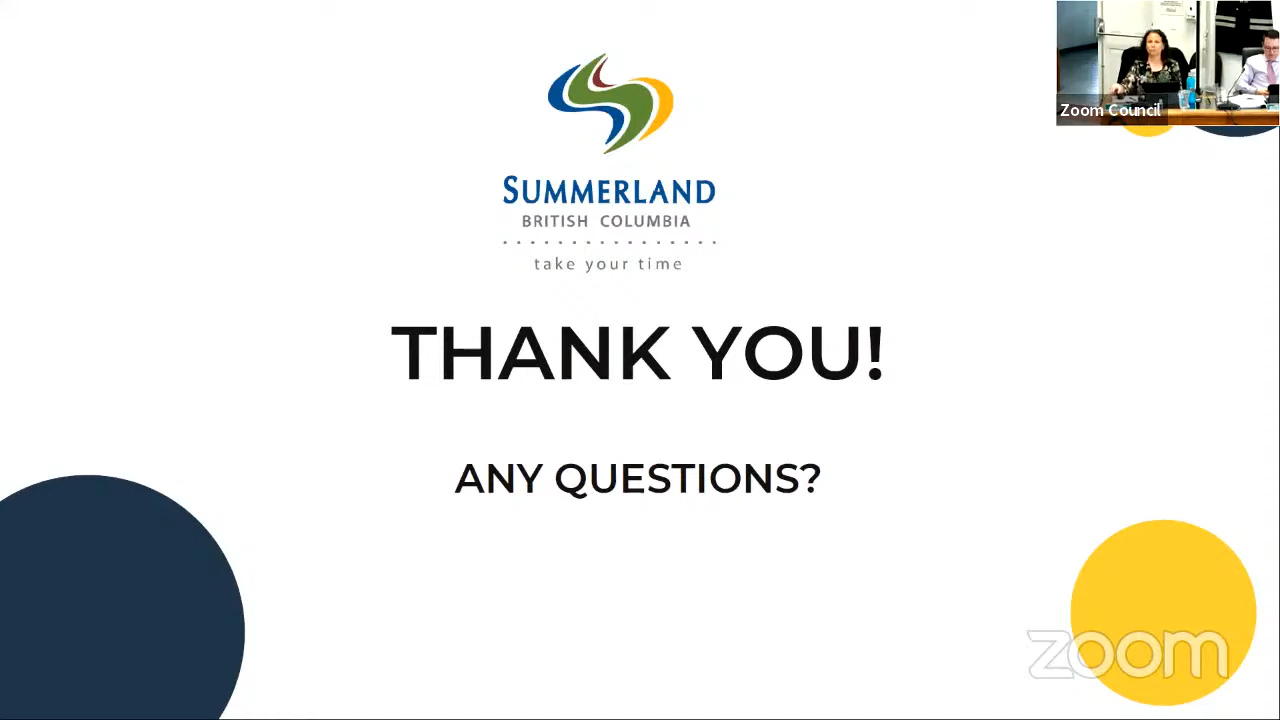 Zoom Council
SUMMERLAND
BRITISH COLUMBIA
take your time
THANK YOU!
ANY QUESTIONS?
zoom